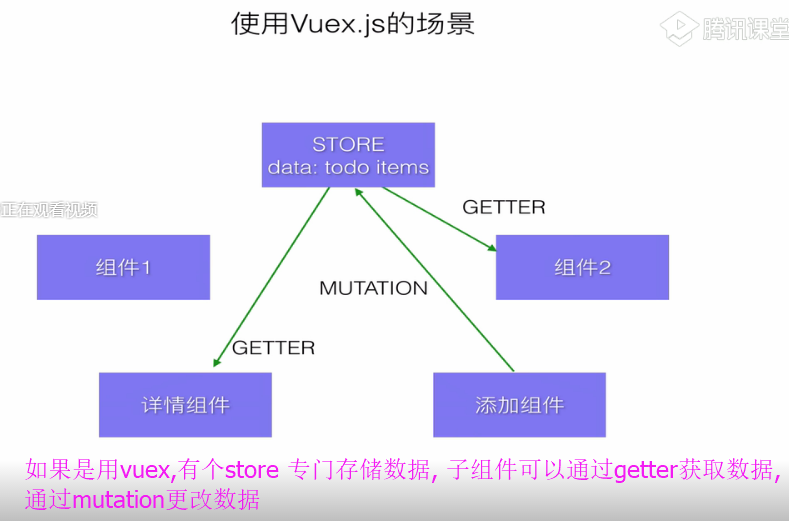 使用Vuex.js的场景
腾讯课堂
STORE
data: todo items
正在观看视频
GETTER
组件1
组件2
MUTATION
GETTER
详情组件
添加组件
如果是用vuex,有个store 专门存储数据, 子组件可以通过getter获取数据,
通过mutation更改数据